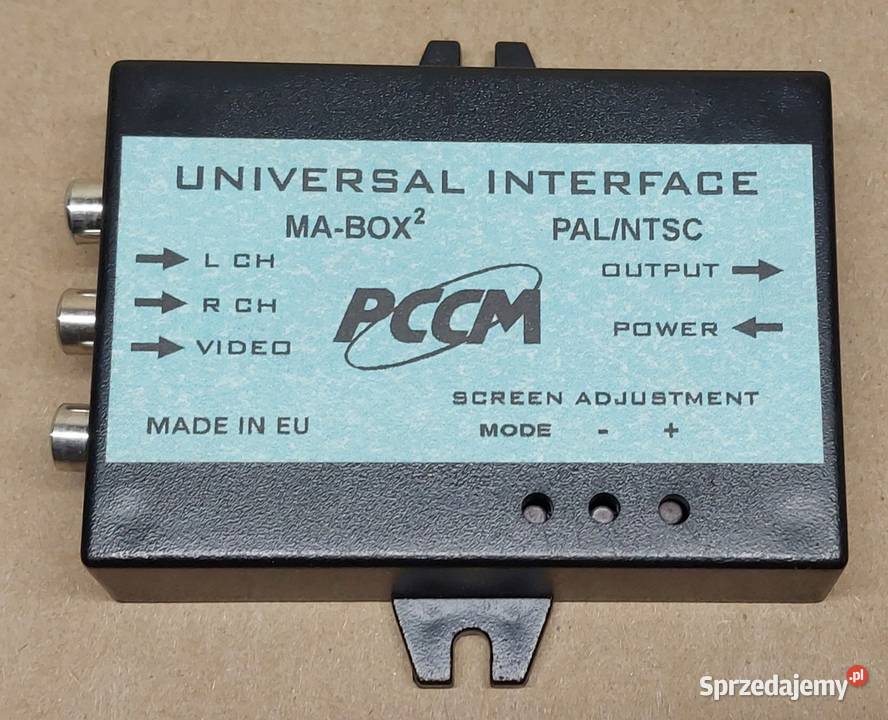 UNIVERSAL INTERFACE
MA-BOX² PAL/NTSC
L CH
R CH
VIDEO
PCCM
OUTPUT
POWER
SCREEN ADJUSTMENT
MODE - +
MADE IN EU
Sprzedajemy.pl